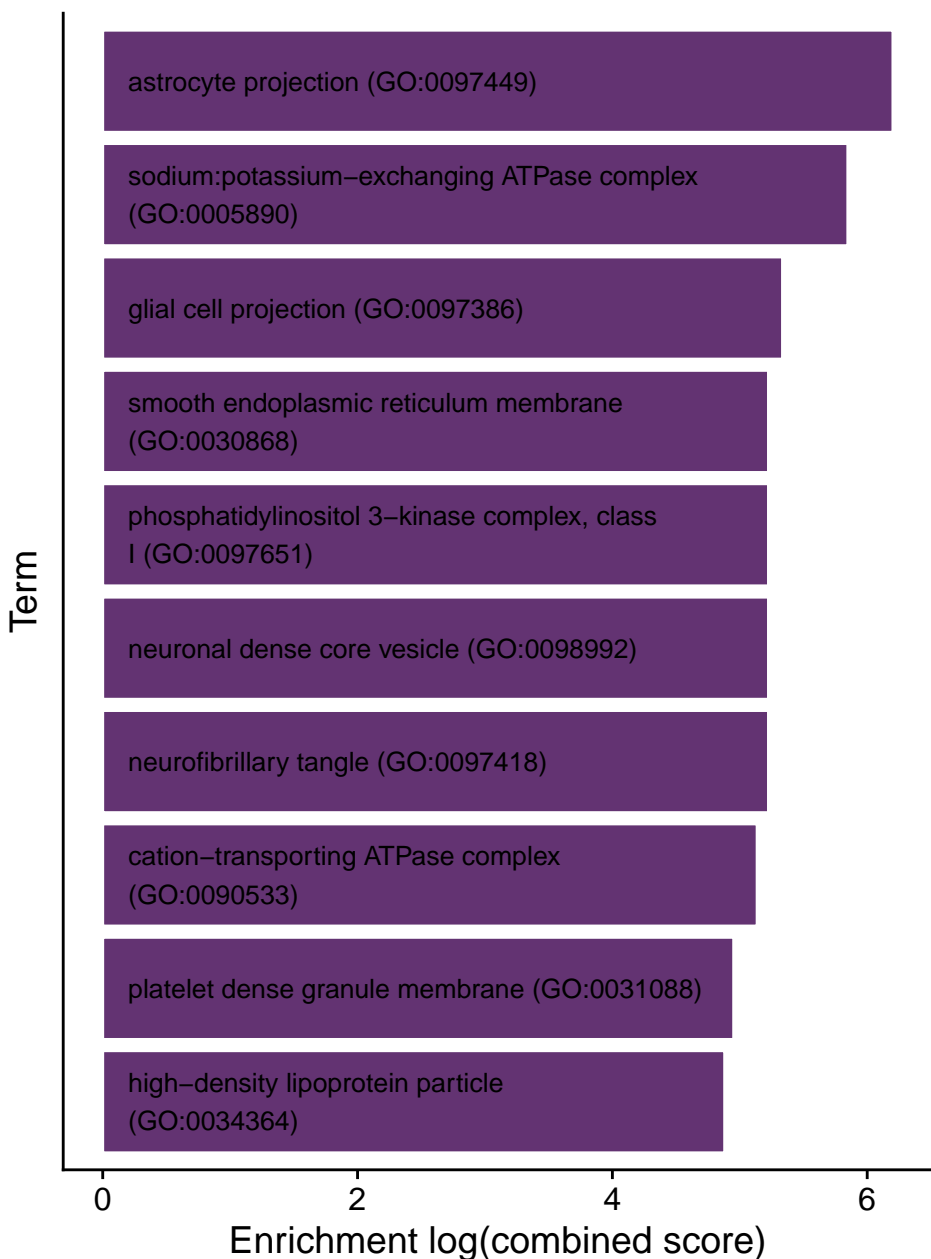 astrocyte projection (GO:0097449)
sodium:potassium−exchanging ATPase complex
(GO:0005890)
glial cell projection (GO:0097386)
smooth endoplasmic reticulum membrane
(GO:0030868)
phosphatidylinositol 3−kinase complex, class
I (GO:0097651)
neuronal dense core vesicle (GO:0098992)
neurofibrillary tangle (GO:0097418)
cation−transporting ATPase complex
(GO:0090533)
platelet dense granule membrane (GO:0031088)
high−density lipoprotein particle
(GO:0034364)
Term
0 2 4 6
Enrichment log(combined score)